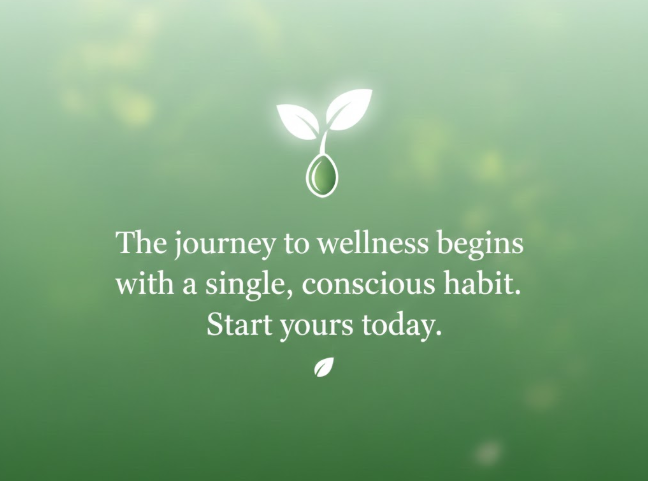 The journey to wellness begins
with a single, conscious habit.
Start yours today.